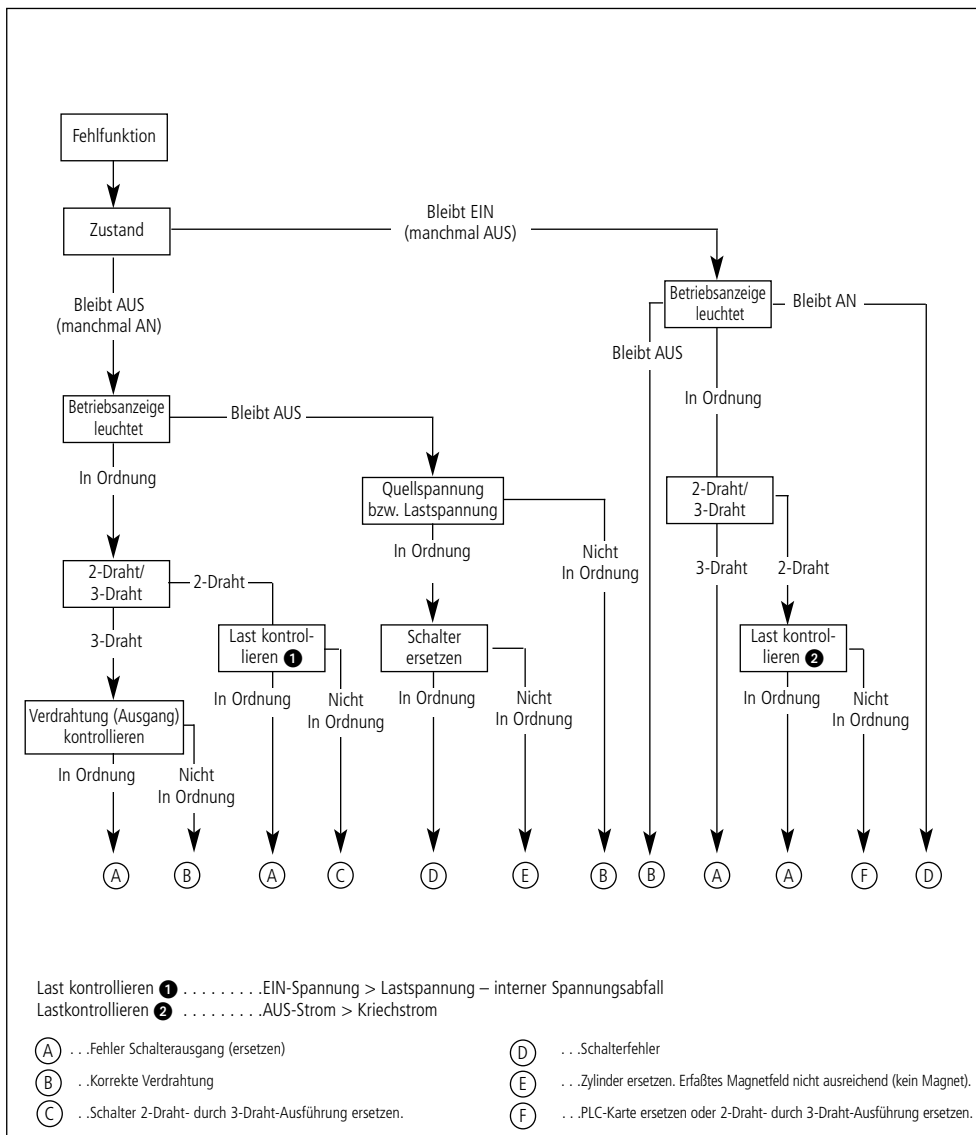 Fehlfunktion
Zustand
Bleibt EIN
(manchmal AUS)
Bleibt AUS
(manchmal AN)
Betriebsanzeige
leuchtet
Bleibt AN
Bleibt AUS
In Ordnung
Betriebsanzeige
leuchtet
Bleibt AUS
In Ordnung
Quellspannung
bzw. Lastspannung
In Ordnung
Nicht
In Ordnung
2-Draht/
3-Draht
3-Draht
2-Draht
2-Draht/
3-Draht
2-Draht
3-Draht
Last kontrol-
lieren ❶
In Ordnung
Nicht
In Ordnung
Schalter
ersetzen
In Ordnung
Nicht
In Ordnung
Last kontrol-
lieren ❷
In Ordnung
Nicht
In Ordnung
Verdrahtung (Ausgang)
kontrollieren
In Ordnung
Nicht
In Ordnung
A B A C D E B B A A F D
Last kontrollieren ❶ . . . . . . . . .EIN-Spannung > Lastspannung – interner Spannungsabfall
Lastkontrollieren ❷ . . . . . . . . .AUS-Strom > Kriechstrom
A . . .Fehler Schalterausgang (ersetzen)
B . .Korrekte Verdrahtung
C . .Schalter 2-Draht- durch 3-Draht-Ausführung ersetzen.
D . . .Schalterfehler
E . . .Zylinder ersetzen. Erfaßtes Magnetfeld nicht ausreichend (kein Magnet).
F . . .PLC-Karte ersetzen oder 2-Draht- durch 3-Draht-Ausführung ersetzen.